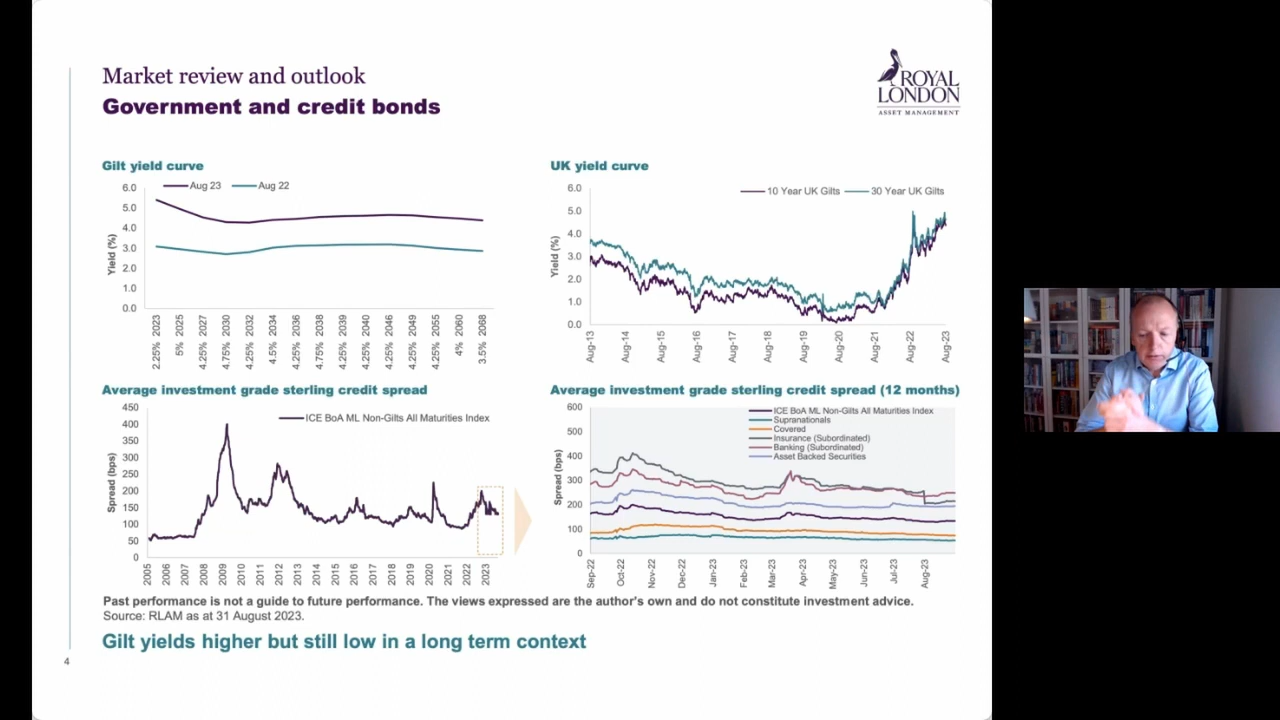 Market review and outlook
Government and credit bonds
ROYAL
LONDON
ASSET MANAGEMENT
Gilt yield curve
Aug 23
Aug 22
Yield (%)
6.0
5.0
4.0
3.0
2.0
1.0
0.0
2.25% 2023
5% 2025
4.25% 2027
4.75% 2030
4.25% 2032
4.5% 2034
4.25% 2036
4.75% 2038
4.25% 2039
4.25% 2040
4.25% 2046
4.25% 2049
4.25% 2055
4% 2060
3.5% 2068
UK yield curve
10 Year UK Gilts
30 Year UK Gilts
Yield (%)
6.0
5.0
4.0
3.0
2.0
1.0
0.0
Aug-13
Aug-14
Aug-15
Aug-16
Aug-17
Aug-18
Aug-19
Aug-20
Aug-21
Aug-22
Aug-23
Average investment grade sterling credit spread
ICE BoA ML Non-Gilts All Maturities Index
Spread (bps)
450
400
350
300
250
200
150
100
50
0
2005
2006
2007
2008
2009
2010
2011
2012
2013
2014
2015
2016
2017
2018
2019
2020
2021
2022
2023
Average investment grade sterling credit spread (12 months)
ICE BoA ML Non-Gilts All Maturities Index
Supranationals
Covered
Insurance (Subordinated)
Banking (Subordinated)
Asset Backed Securities
Spread (bps)
600
500
400
300
200
100
0
Sep-22
Oct-22
Nov-22
Dec-22
Jan-23
Feb-23
Mar-23
Apr-23
May-23
Jun-23
Jul-23
Aug-23
Past performance is not a guide to future performance. The views expressed are the author's own and do not constitute investment advice.
Source: RLAM as at 31 August 2023.
Gilt yields higher but still low in a long term context
4